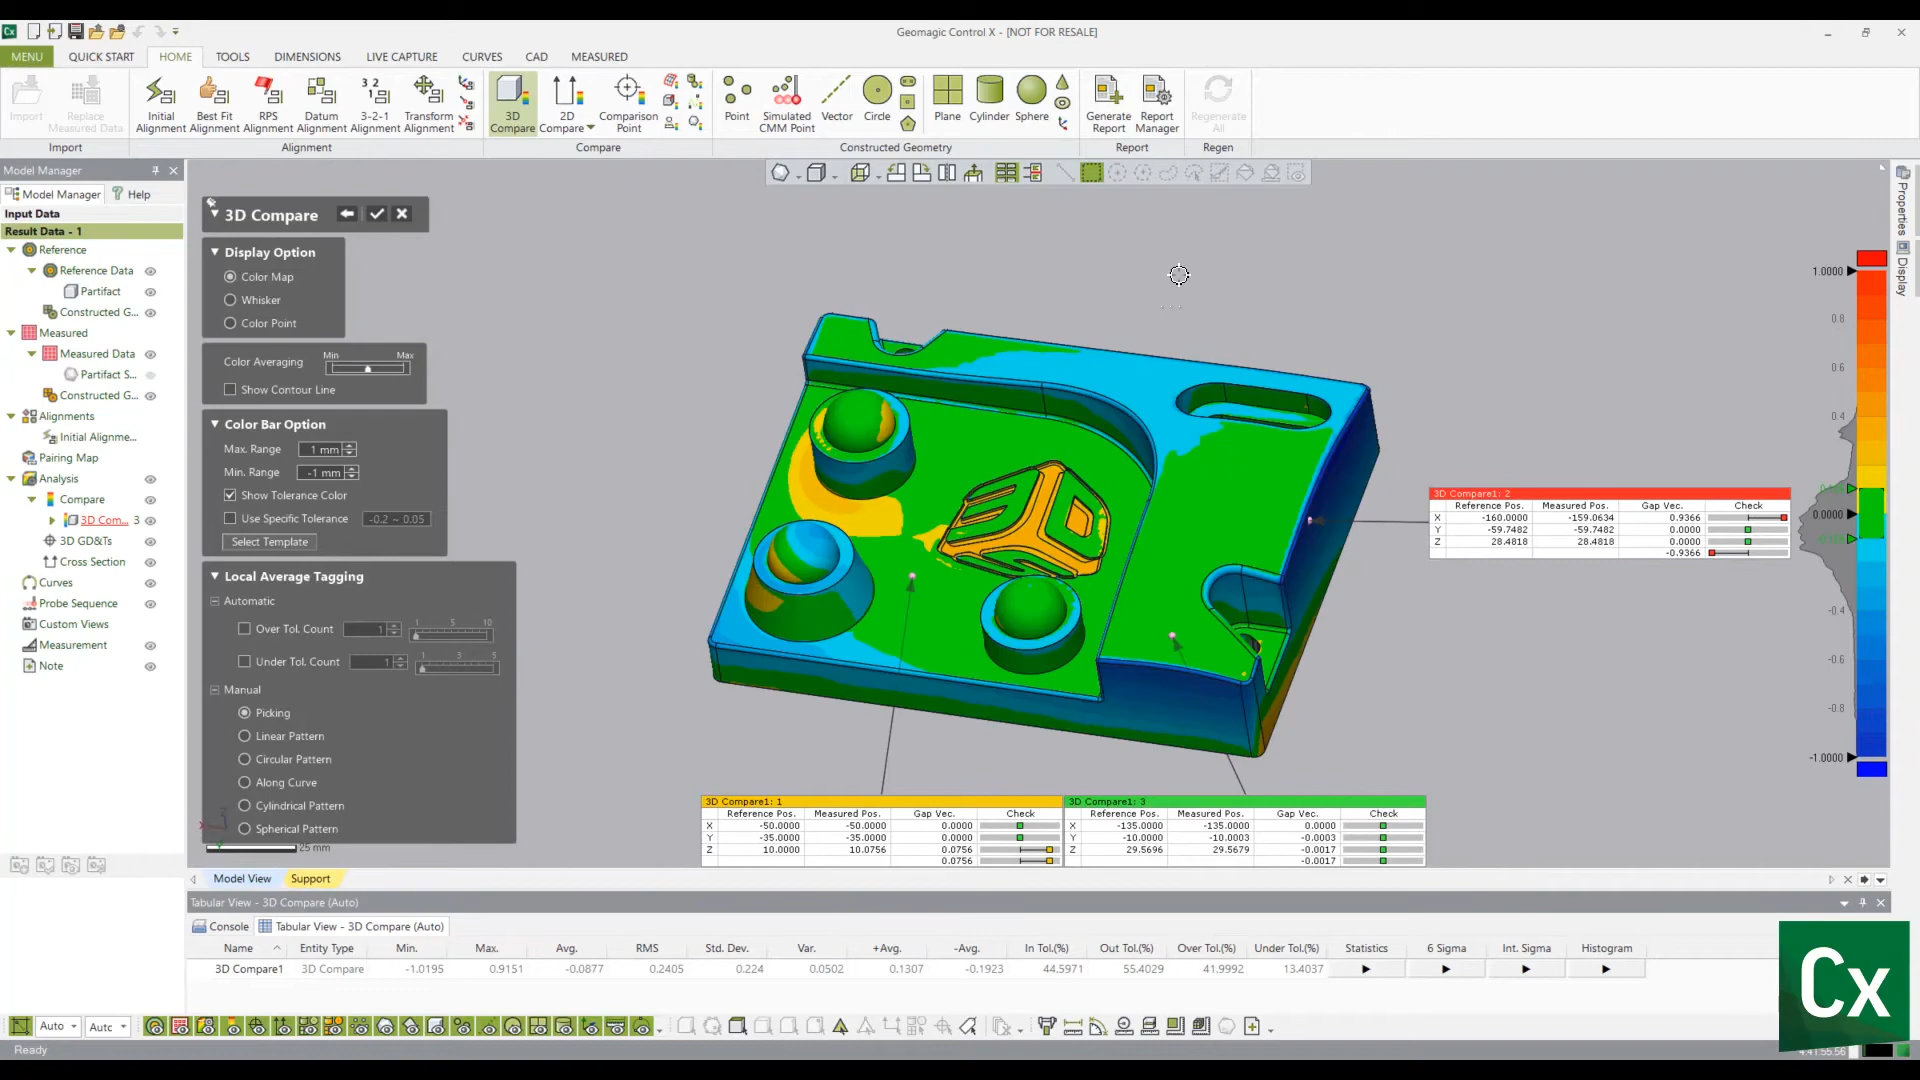 Cx
Geomagic Control X - [NOT FOR RESALE]
MENU QUICK START HOME TOOLS DIMENSIONS LIVE CAPTURE CURVES CAD MEASURED
Import
Replace Measured Data
Initial Alignment
Best Fit Alignment
RPS Alignment
Datum Alignment
3-2-1 Alignment
Transform Alignment
3D Compare
2D Compare
Comparison Point
Point
Simulated CMM Point
Vector
Circle
Plane
Cylinder
Sphere
Generate Report
Report Manager
Regenerate All
Import Alignment Compare Constructed Geometry Report Regen
Model Manager
Model Manager Help
Input Data
Result Data - 1
Reference
Reference Data
Partifact
Constructed G...
Measured
Measured Data
Partifact S...
Constructed G...
Alignments
Initial Alignme...
Pairing Map
Analysis
Compare
3D Com... 3
3D GD&Ts
Cross Section
Curves
Probe Sequence
Custom Views
Measurement
Note
3D Compare
Display Option
Color Map
Whisker
Color Point
Color Averaging Min Max
Show Contour Line
Color Bar Option
Max. Range 1 mm
Min. Range -1 mm
Show Tolerance Color
Use Specific Tolerance -0.2 ~ 0.05
Select Template
Local Average Tagging
Automatic
Over Tol. Count 1 1 5 10
Under Tol. Count 1 1 3 5
Manual
Picking
Linear Pattern
Circular Pattern
Along Curve
Cylindrical Pattern
Spherical Pattern
25 mm
Properties
Display
1.0000
0.8
0.6
0.4
0.0000
-0.4
-0.6
-0.8
-1.0000
3D Compare1: 2
Reference Pos. Measured Pos. Gap Vec. Check
X -160.0000 -159.0634 0.9366
Y -59.7482 -59.7482 0.0000
Z 28.4818 28.4818 0.0000
-0.9366
3D Compare1: 1
Reference Pos. Measured Pos. Gap Vec. Check
X -50.0000 -50.0000 0.0000
Y -35.0000 -35.0000 0.0000
Z 10.0000 10.0756 0.0756
0.0756
3D Compare1: 3
Reference Pos. Measured Pos. Gap Vec. Check
X -135.0000 -135.0000 0.0000
Y -10.0000 -10.0003 -0.0003
Z 29.5696 29.5679 -0.0017
-0.0017
Model View Support
Tabular View - 3D Compare (Auto)
Console Tabular View - 3D Compare (Auto)
Name Entity Type Min. Max. Avg. RMS Std. Dev. Var. +Avg. -Avg. In Tol.(%) Out Tol.(%) Over Tol.(%) Under Tol.(%) Statistics 6 Sigma Int. Sigma Histogram
3D Compare1 3D Compare -1.0195 0.9151 -0.0877 0.2405 0.224 0.0502 0.1307 -0.1923 44.5971 55.4029 41.9992 13.4037
Cx
Auto Autc
Ready